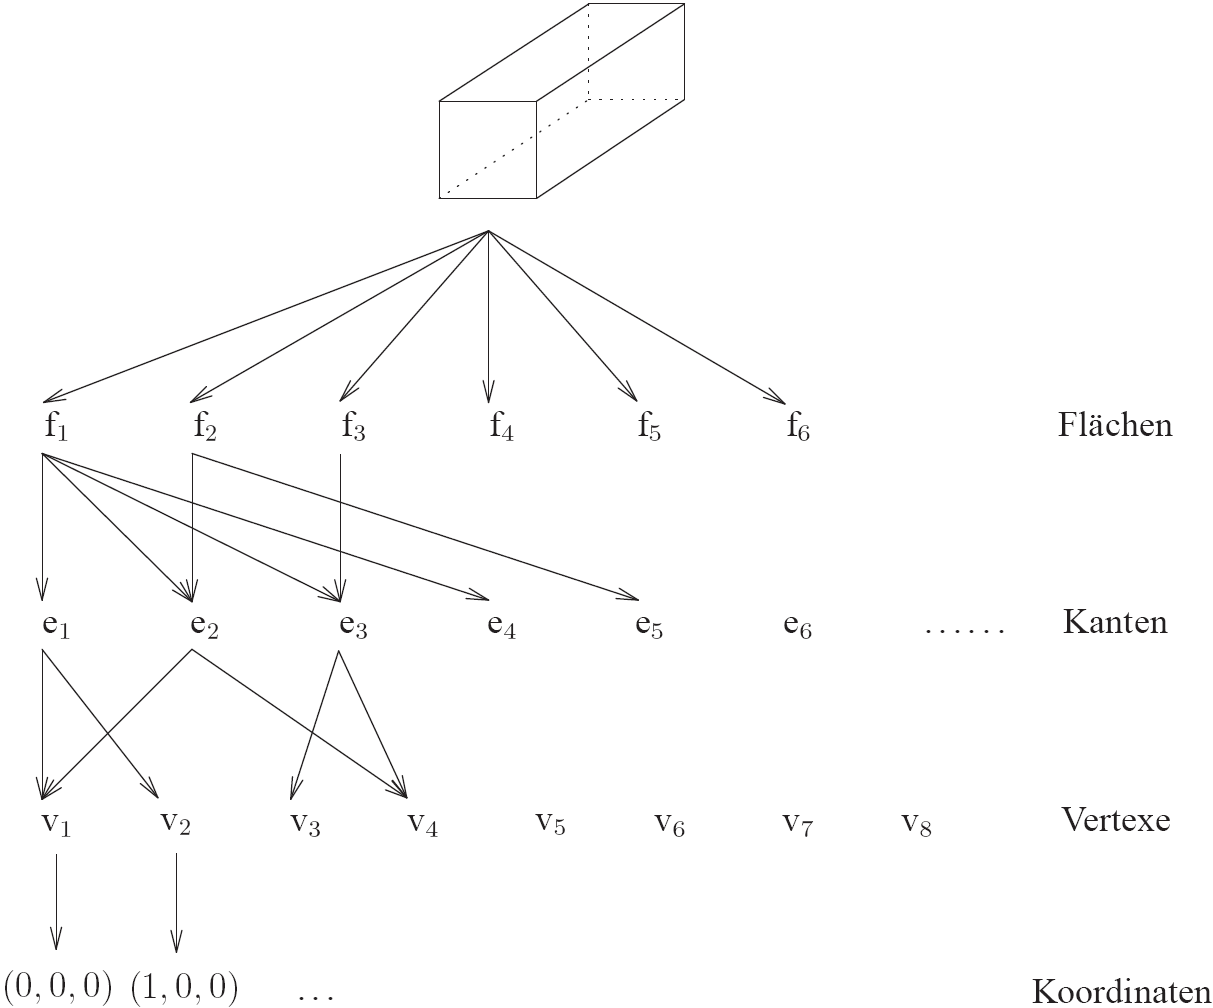 f₁ f₂ f₃ f₄ f₅ f₆ Flächen
e₁ e₂ e₃ e₄ e₅ e₆ ...... Kanten
v₁ v₂ v₃ v₄ v₅ v₆ v₇ v₈ Vertexe
(0, 0, 0) (1, 0, 0) ... Koordinaten